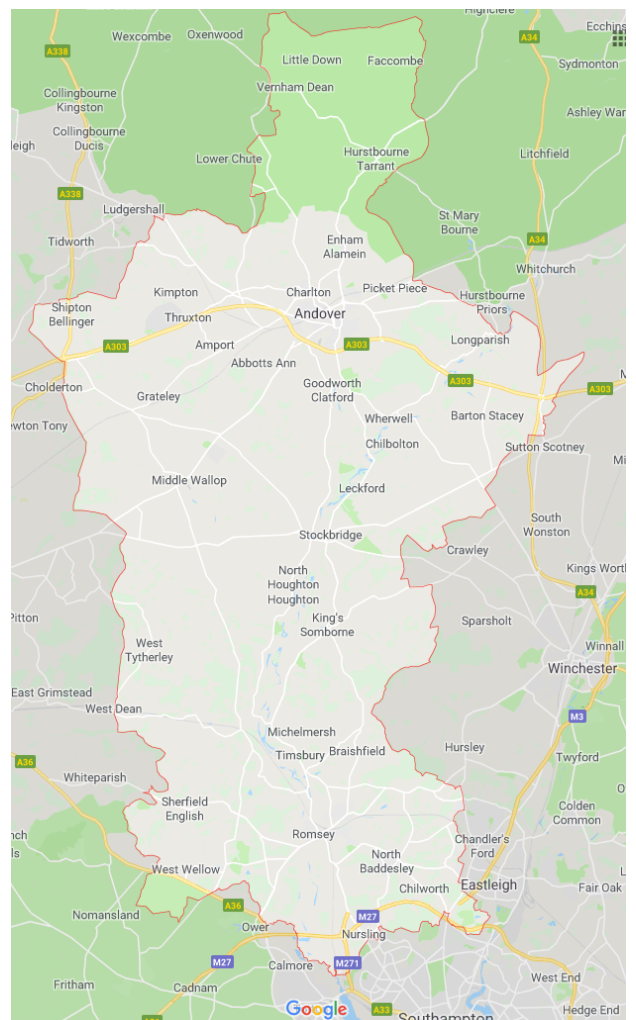 Highclere
Wexcombe
Oxenwood
A34
Ecchins
A338
Little Down
Faccombe
Sydmonton
Vernham Dean
Collingbourne
Kingston
Ashley War
Collingbourne
Ducis
leigh
Lower Chute
Hurstbourne
Tarrant
Litchfield
A338
Ludgershall
St Mary
Bourne
Tidworth
Enham
Alamein
A34
Whitchurch
Kimpton
Charlton
Picket Piece
Hurstbourne
Priors
Shipton
Bellinger
Thruxton
Andover
Longparish
A303
Amport
A303
Abbotts Ann
Cholderton
Grateley
Goodworth
Clatford
A303
A303
ewton Tony
Wherwell
Barton Stacey
Chilbolton
Sutton Scotney
Mi
Middle Wallop
Leckford
South
Wonston
Stockbridge
Crawley
North
Houghton
Houghton
Kings Wort
A34
Pitton
King's
Somborne
Sparsholt
West
Tytherley
Winnall
Winchester
East Grimstead
West Dean
M3
Michelmersh
Timsbury
Braishfield
Hursley
Twyford
A36
Whiteparish
Sherfield
English
Colden
Common
nch
ls
Romsey
Chandler's
Ford
West Wellow
North
Baddesley
Chilworth
Eastleigh
Fair Oak
Nomansland
A36
M27
Ower
Nursling
M27
M271
Calmore
West End
Fritham
Cadnam
Google
A33
Southampton
Hedge End